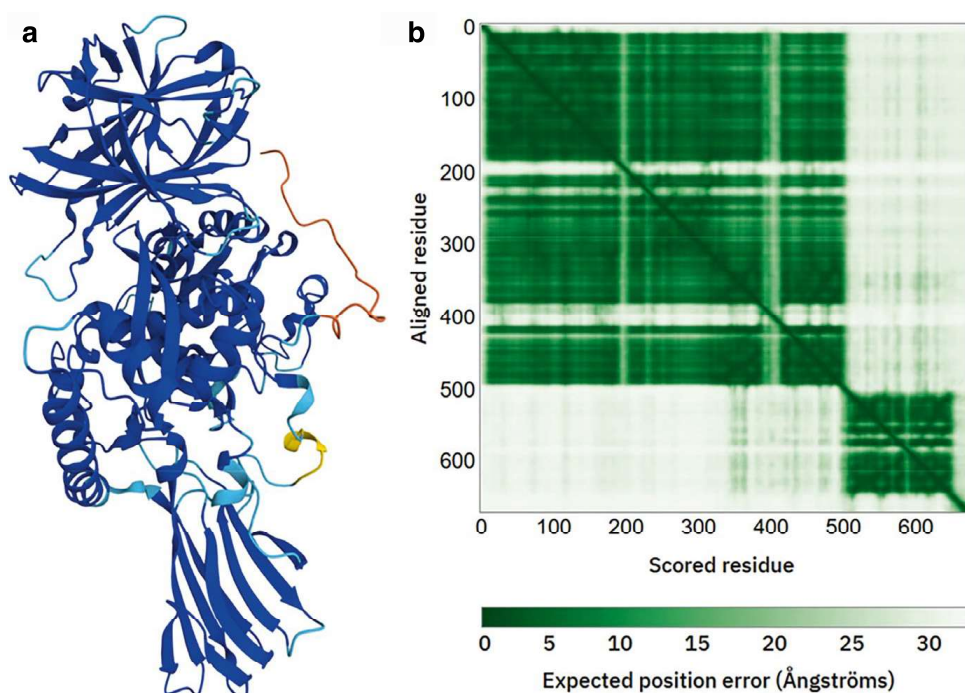 a
b
0
100
200
300
400
500
600
Aligned residue
0 100 200 300 400 500 600
Scored residue
0 5 10 15 20 25 30
Expected position error (Ångströms)